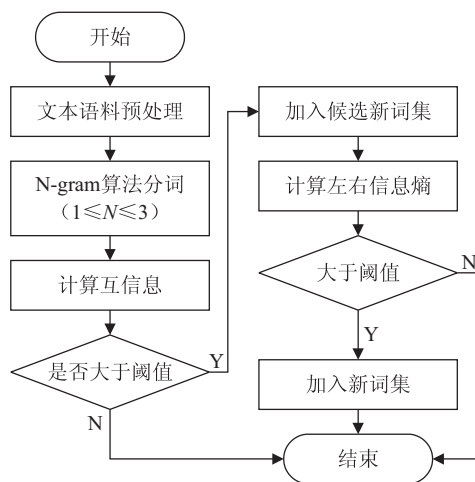 开始
文本语料预处理
N-gram算法分词
（1≤N≤3）
计算互信息
是否大于阈值
Y
N
加入候选新词集
计算左右信息熵
大于阈值
N
Y
加入新词集
结束